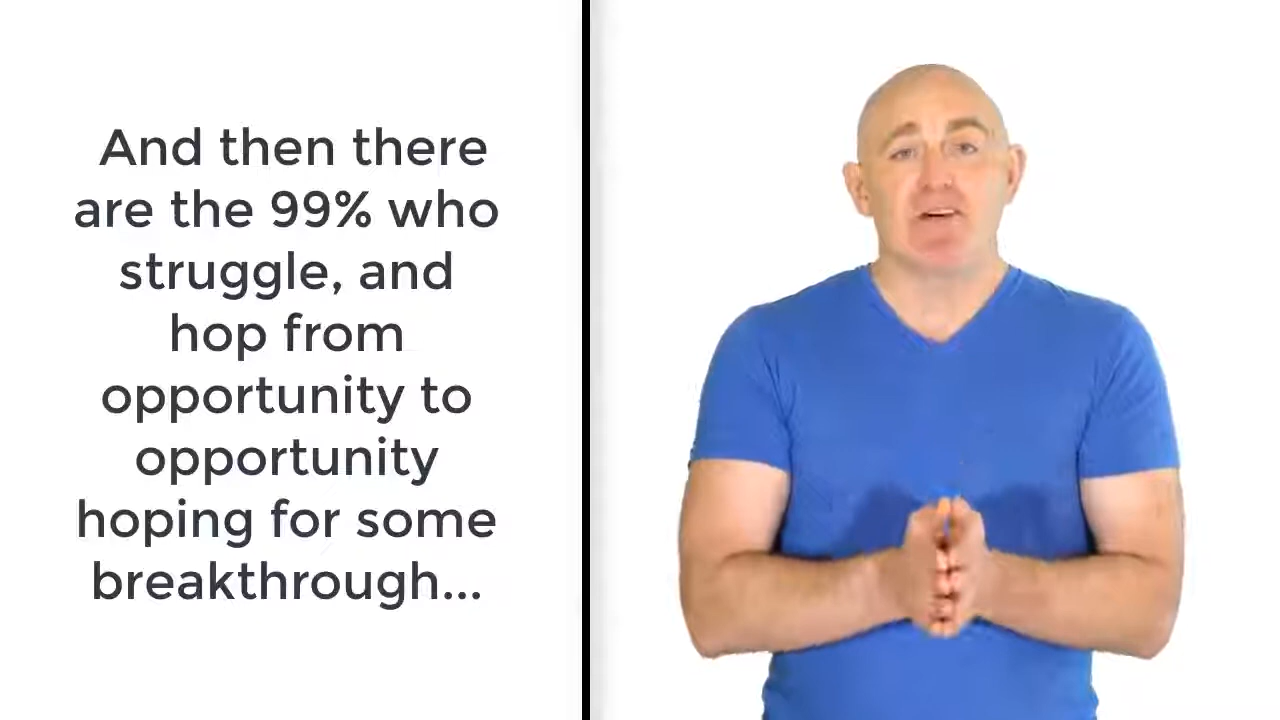 And then there
are the 99% who
struggle, and
hop from
opportunity to
opportunity
hoping for some
breakthrough...